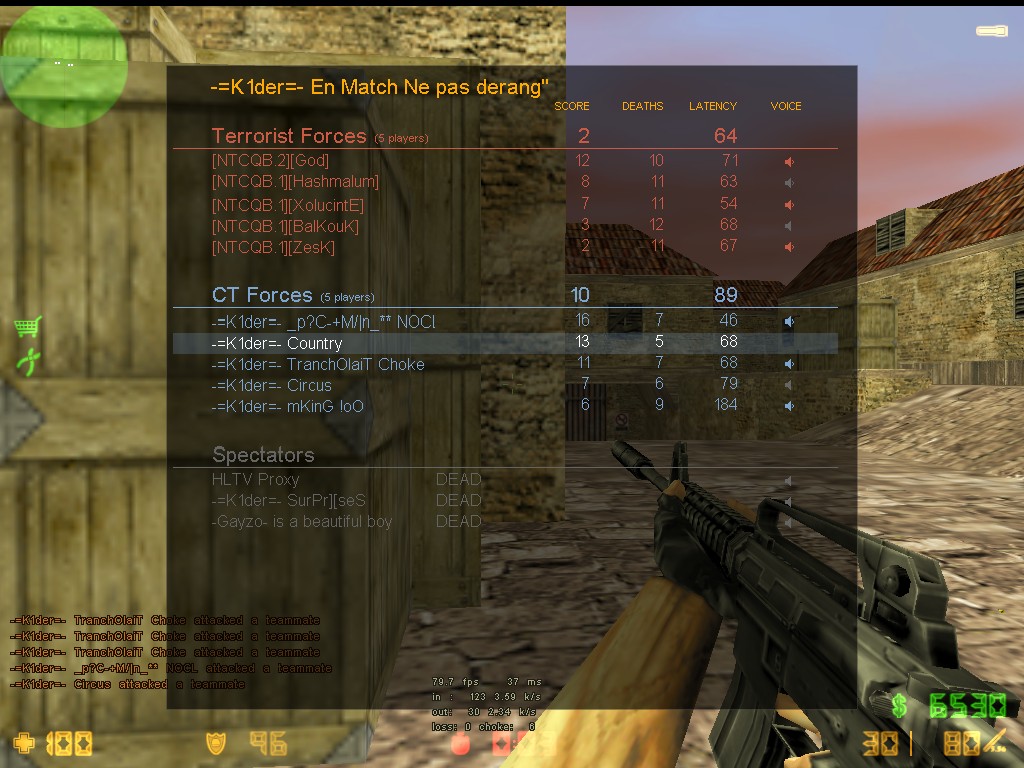 -=K1der=- En Match Ne pas derang"
SCORE DEATHS LATENCY VOICE
Terrorist Forces (5 players) 2 64
[NTCQB.2][God] 12 10 71
[NTCQB.1][Hashmalum] 8 11 63
[NTCQB.1][XolucintE] 7 11 54
[NTCQB.1][BalKouK] 3 12 68
[NTCQB.1][ZesK] 2 11 67
CT Forces (5 players) 10 89
-=K1der=- _p?C-+M/|n_** NOCl 16 7 46
-=K1der=- Country 13 5 68
-=K1der=- TranchOlaiT Choke 11 7 68
-=K1der=- Circus 7 6 79
-=K1der=- mKinG !oO 6 9 184
Spectators
HLTV Proxy DEAD
-=K1der=- SurPr][seS DEAD
-Gayzo- is a beautiful boy DEAD
-=K1der=- TranchOlaiT Choke attacked a teammate
-=K1der=- TranchOlaiT Choke attacked a teammate
-=K1der=- TranchOlaiT Choke attacked a teammate
-=K1der=- _p?C-+M/|n_** NOCL attacked a teammate
-=K1der=- Circus attacked a teammate
79.7 fps 37 ms
in : 123 3.59 k/s
out: 30 2.34 k/s
loss: 0 choke: 6
$ 6530
100 96 30 | 80